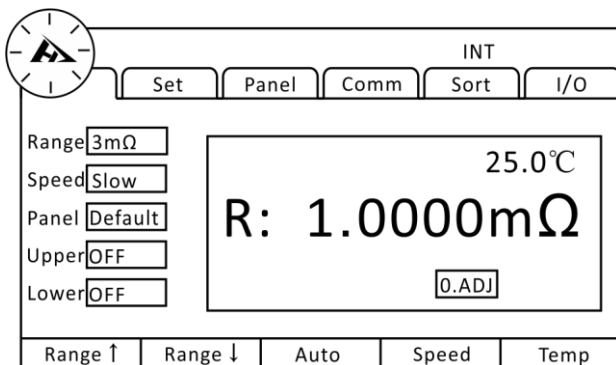 INT
Set Panel Comm Sort I/O
Range 3mΩ
Speed Slow
Panel Default
Upper OFF
Lower OFF
25.0℃
R: 1.0000mΩ
0.ADJ
Range ↑ Range ↓ Auto Speed Temp